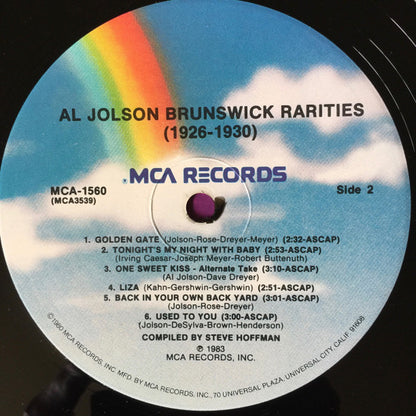 AL JOLSON BRUNSWICK RARITIES
(1926-1930)
MCA RECORDS
MCA-1560
(MCA3539)
Side 2
1. GOLDEN GATE (Jolson-Rose-Dreyer-Meyer) (2:32-ASCAP)
2. TONIGHT'S MY NIGHT WITH BABY (2:53-ASCAP)
(Irving Caesar-Joseph Meyer-Robert Buttenuth)
3. ONE SWEET KISS - Alternate Take (3:10-ASCAP)
(Al Jolson-Dave Dreyer)
4. LIZA (Kahn-Gershwin-Gershwin) (2:51-ASCAP)
5. BACK IN YOUR OWN BACK YARD (3:01-ASCAP)
(Jolson-Rose-Dreyer)
6. USED TO YOU (3:00-ASCAP)
(Jolson-DeSylva-Brown-Henderson)
COMPILED BY STEVE HOFFMAN
℗ 1983
MCA RECORDS, INC.
©1980 MCA RECORDS, INC. MFD. BY MCA RECORDS, INC., 70 UNIVERSAL PLAZA, UNIVERSAL CITY, CALIF. 91608